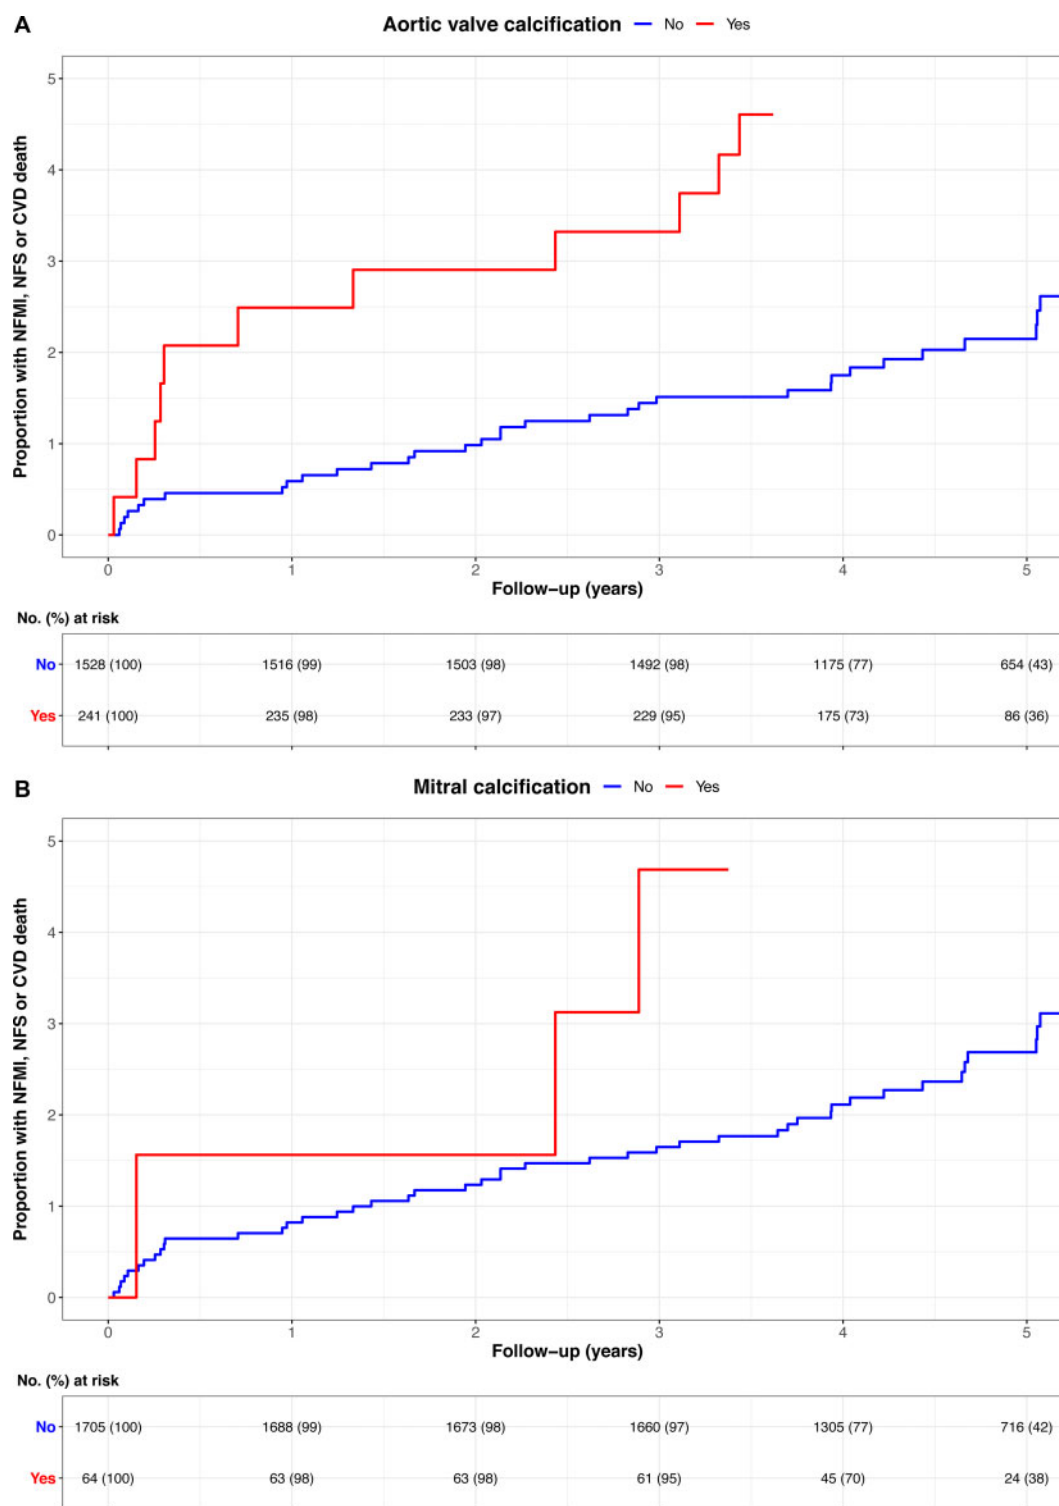 A
Aortic valve calcification No Yes
Proportion with NFMI, NFS or CVD death
5
4
3
2
1
0
0 1 2 3 4 5
Follow−up (years)
No. (%) at risk
No 1528 (100) 1516 (99) 1503 (98) 1492 (98) 1175 (77) 654 (43)
Yes 241 (100) 235 (98) 233 (97) 229 (95) 175 (73) 86 (36)
B
Mitral calcification No Yes
Proportion with NFMI, NFS or CVD death
5
4
3
2
1
0
0 1 2 3 4 5
Follow−up (years)
No. (%) at risk
No 1705 (100) 1688 (99) 1673 (98) 1660 (97) 1305 (77) 716 (42)
Yes 64 (100) 63 (98) 63 (98) 61 (95) 45 (70) 24 (38)